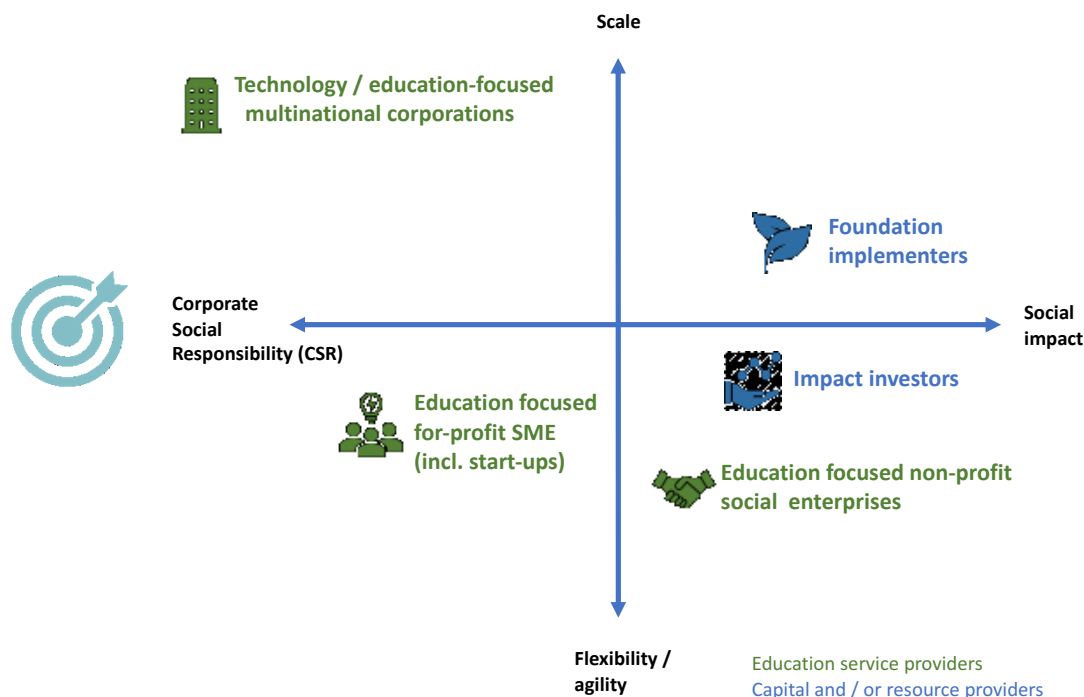 Scale
Technology / education-focused
multinational corporations
Foundation
implementers
Corporate
Social
Responsibility (CSR)
Social
impact
Impact investors
Education focused
for-profit SME
(incl. start-ups)
Education focused non-profit
social enterprises
Flexibility /
agility
Education service providers
Capital and / or resource providers